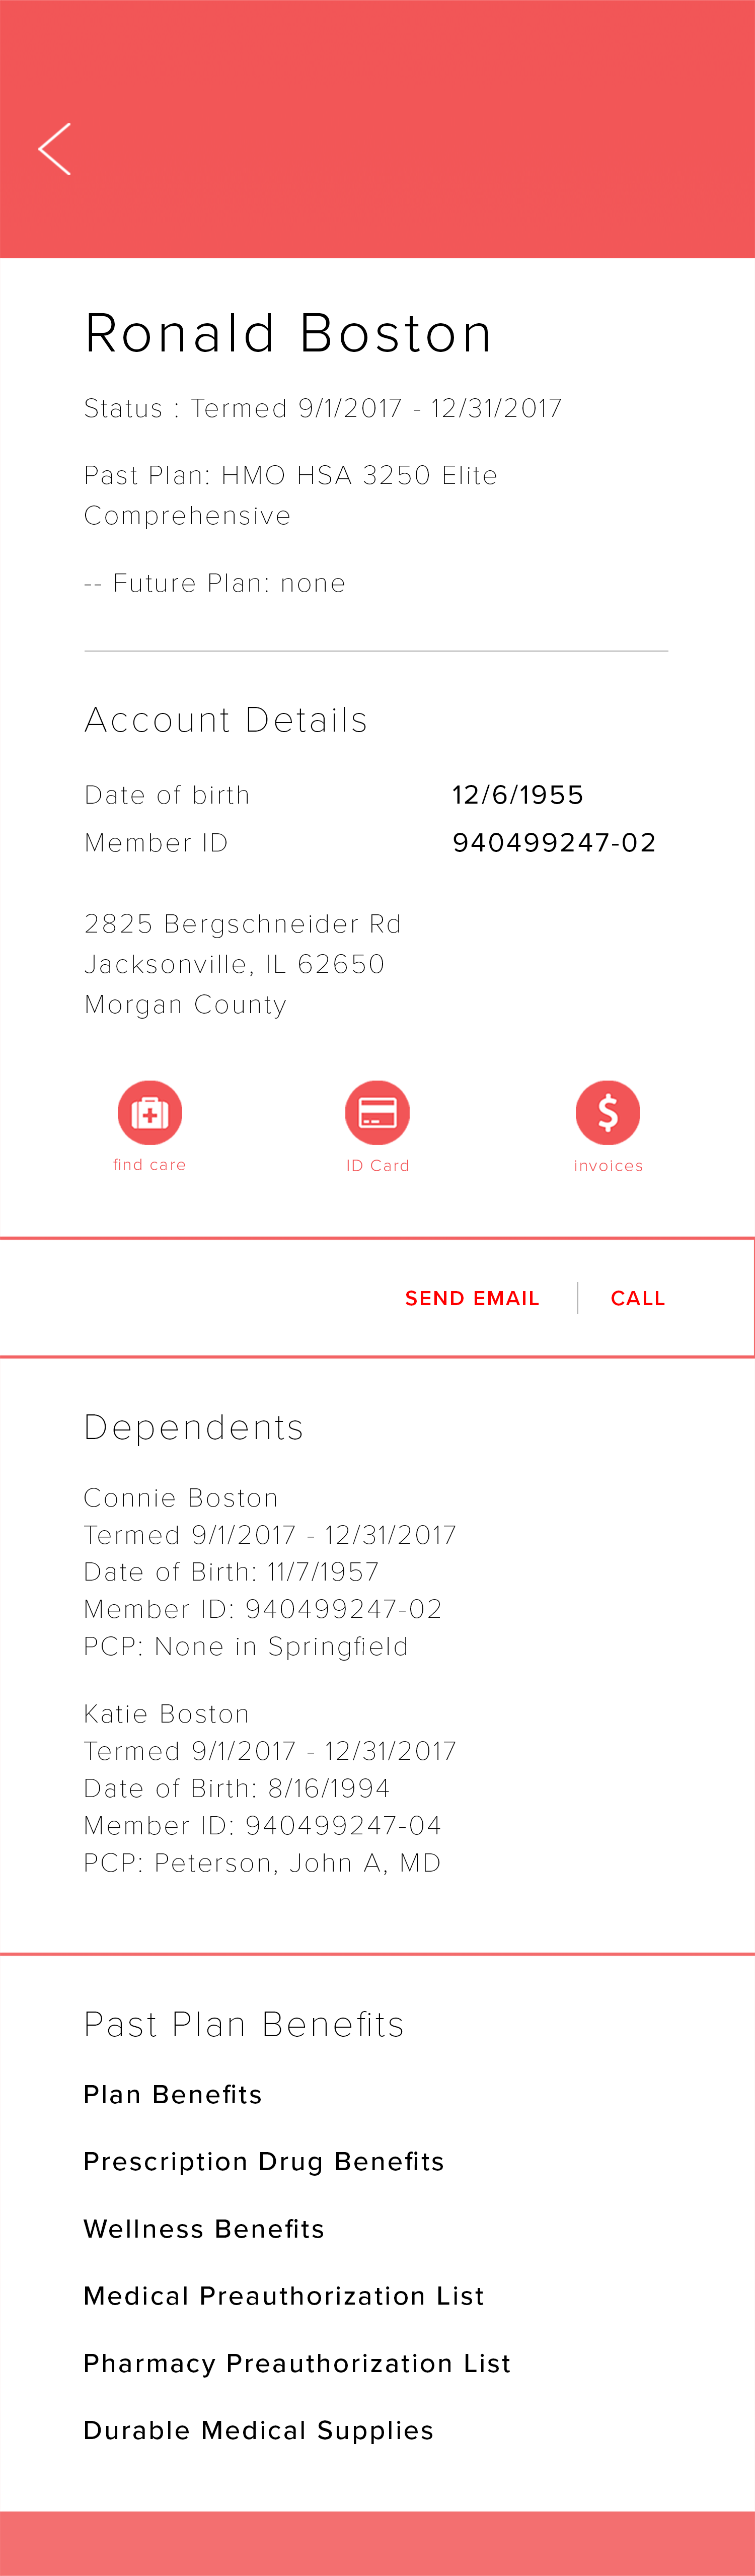 Ronald Boston
Status : Termed 9/1/2017 - 12/31/2017
Past Plan: HMO HSA 3250 Elite
Comprehensive
-- Future Plan: none
Account Details
Date of birth 12/6/1955
Member ID 940499247-02
2825 Bergschneider Rd
Jacksonville, IL 62650
Morgan County
find care ID Card invoices
SEND EMAIL CALL
Dependents
Connie Boston
Termed 9/1/2017 - 12/31/2017
Date of Birth: 11/7/1957
Member ID: 940499247-02
PCP: None in Springfield
Katie Boston
Termed 9/1/2017 - 12/31/2017
Date of Birth: 8/16/1994
Member ID: 940499247-04
PCP: Peterson, John A, MD
Past Plan Benefits
Plan Benefits
Prescription Drug Benefits
Wellness Benefits
Medical Preauthorization List
Pharmacy Preauthorization List
Durable Medical Supplies